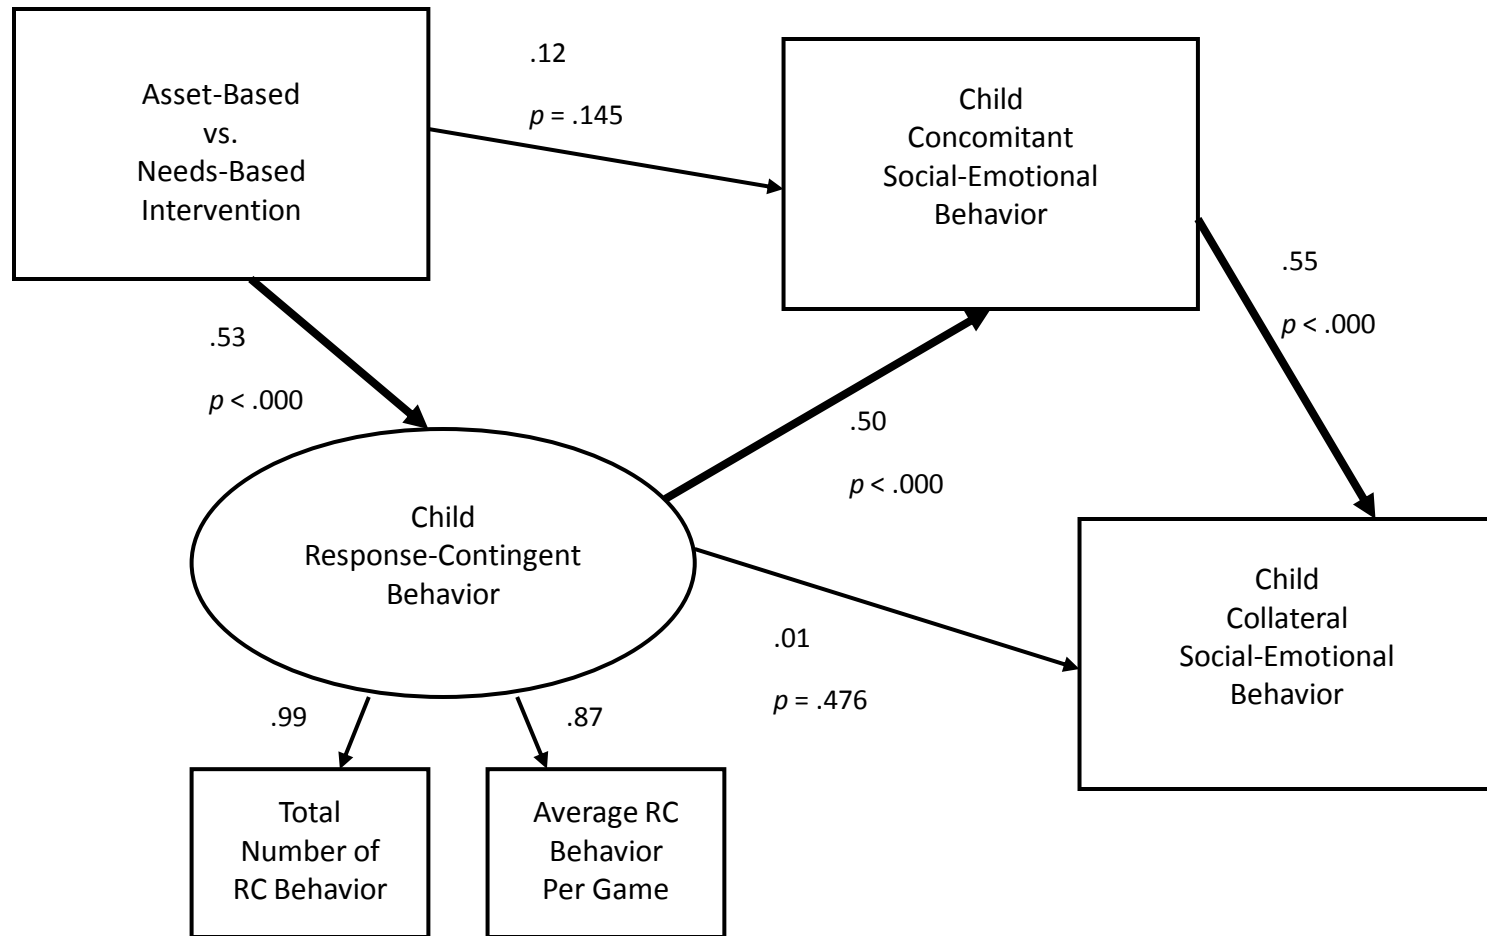 Asset-Based
vs.
Needs-Based
Intervention
.12
p = .145
Child
Concomitant
Social-Emotional
Behavior
.53
p < .000
.55
p < .000
.50
p < .000
Child
Response-Contingent
Behavior
.01
p = .476
Child
Collateral
Social-Emotional
Behavior
.99
.87
Total
Number of
RC Behavior
Average RC
Behavior
Per Game